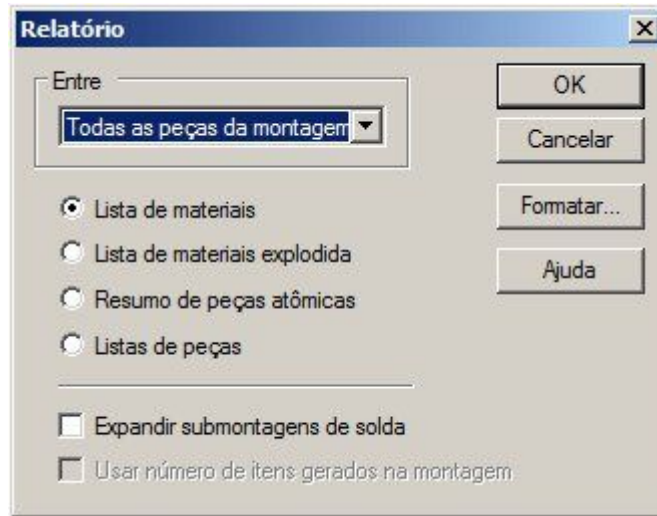 Relatório
Entre
Todas as peças da montagem
OK
Cancelar
Lista de materiais
Formatar...
Lista de materiais explodida
Ajuda
Resumo de peças atômicas
Listas de peças
Expandir submontagens de solda
Usar número de itens gerados na montagem